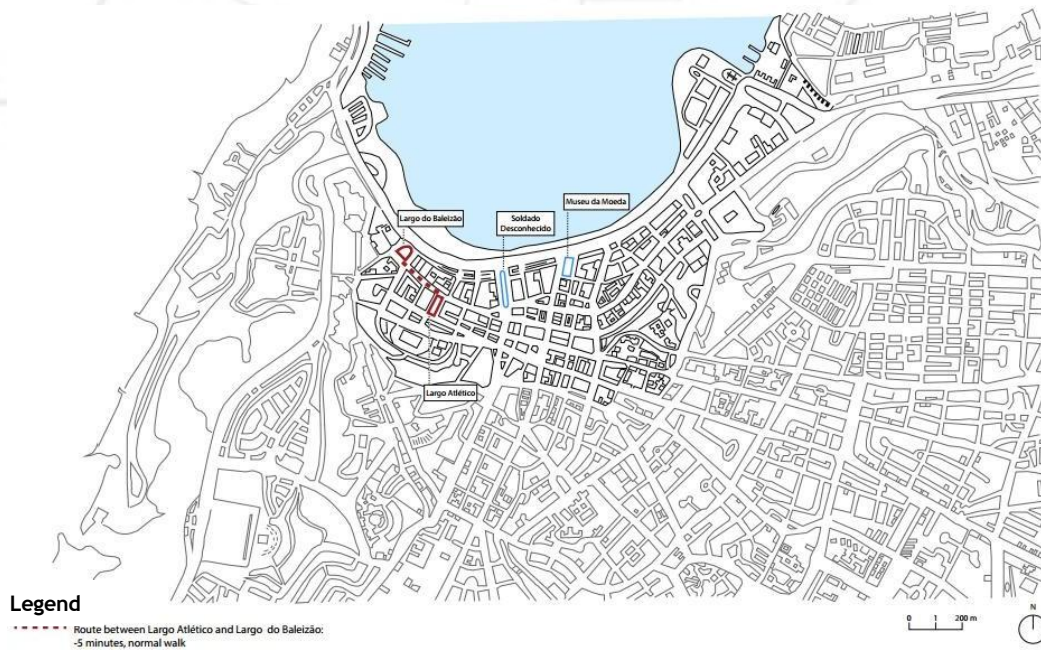 Museu da Moeda
Largo do Baleizão
Soldado
Desconhecido
Largo Atlético
Legend
Route between Largo Atlético and Largo do Baleizão:
-5 minutes, normal walk
0 1 200 m
N